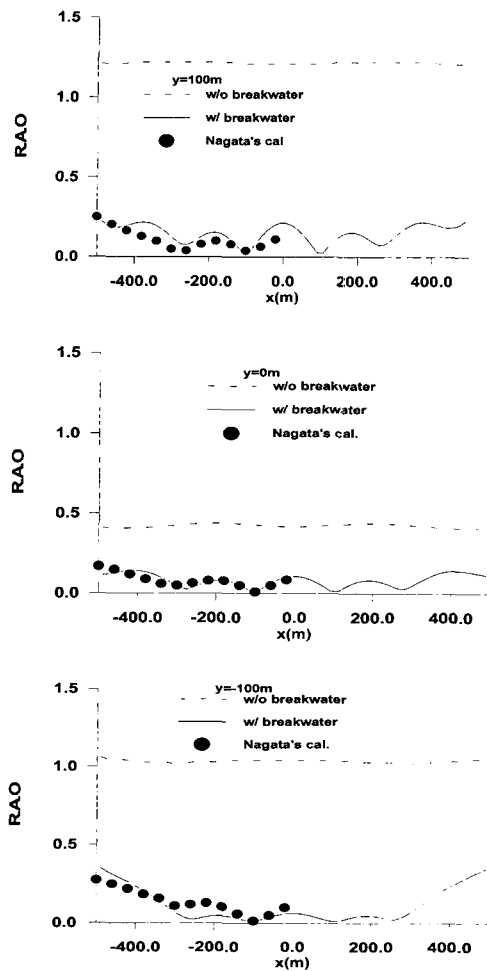 1.5
y=100m
w/o breakwater
1.0
w/ breakwater
Nagata's cal
R.A.O
0.5
0.0
-400.0 -200.0 0.0 200.0 400.0
x(m)
1.5
y=0m
w/o breakwater
w/ breakwater
1.0
Nagata's cal.
R.A.O
0.5
0.0
-400.0 -200.0 0.0 200.0 400.0
x(m)
1.5
y=-100m
w/o breakwater
w/ breakwater
Nagata's cal.
1.0
R.A.O
0.5
0.0
-400.0 -200.0 0.0 200.0 400.0
x(m)